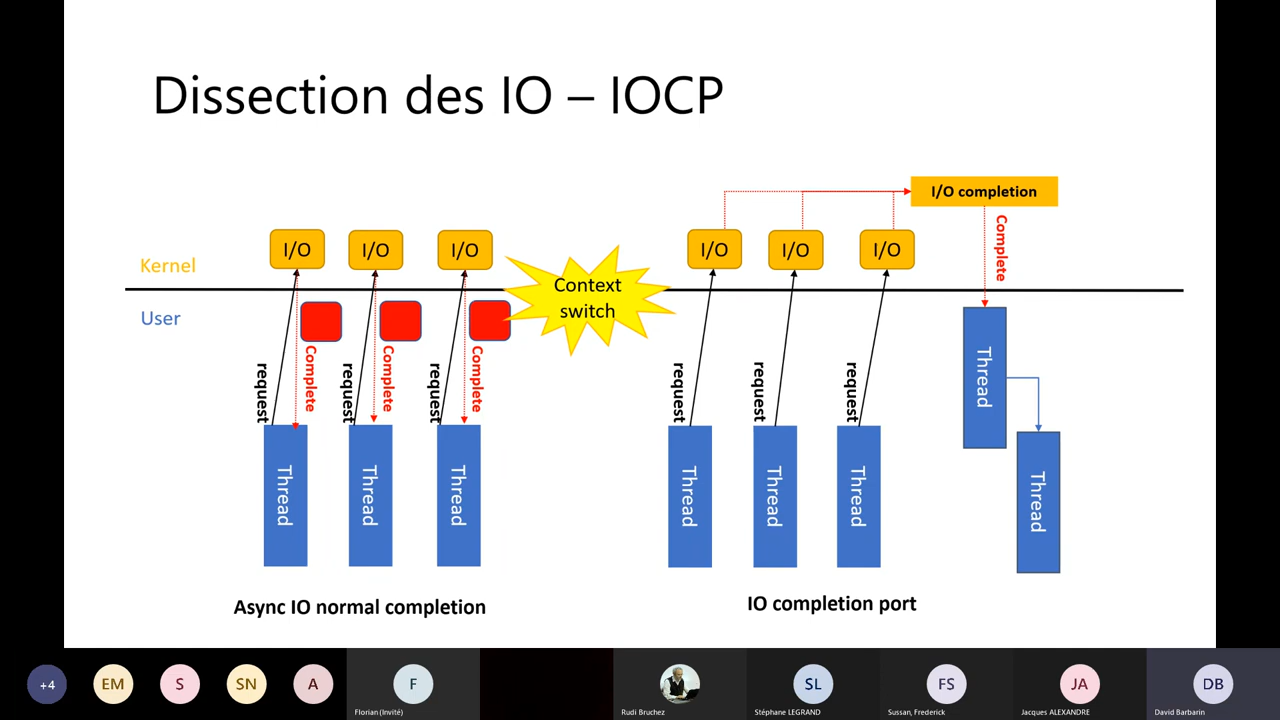 Dissection des IO – IOCP
I/O completion
I/O
I/O
I/O
I/O
I/O
I/O
Complete
Kernel
User
Context
switch
request
Complete
request
Complete
request
Complete
request
request
request
Thread
Thread
Thread
Thread
Thread
Thread
Thread
Thread
Async IO normal completion
IO completion port
+4
EM
S
SN
A
F
SL
FS
JA
DB
Florian (Invité)
Rudi Bruchez
Stéphane LEGRAND
Sussan, Frederick
Jacques ALEXANDRE
David Barbarin